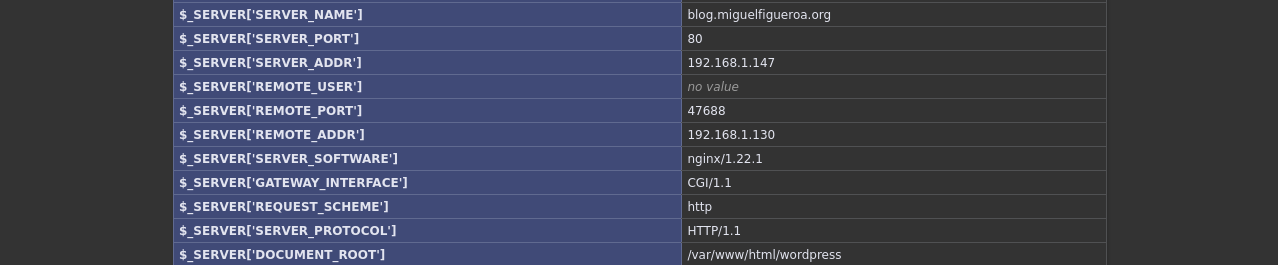 $_SERVER['SERVER_NAME'] blog.miguelfigueroa.org
$_SERVER['SERVER_PORT'] 80
$_SERVER['SERVER_ADDR'] 192.168.1.147
$_SERVER['REMOTE_USER'] no value
$_SERVER['REMOTE_PORT'] 47688
$_SERVER['REMOTE_ADDR'] 192.168.1.130
$_SERVER['SERVER_SOFTWARE'] nginx/1.22.1
$_SERVER['GATEWAY_INTERFACE'] CGI/1.1
$_SERVER['REQUEST_SCHEME'] http
$_SERVER['SERVER_PROTOCOL'] HTTP/1.1
$_SERVER['DOCUMENT_ROOT'] /var/www/html/wordpress